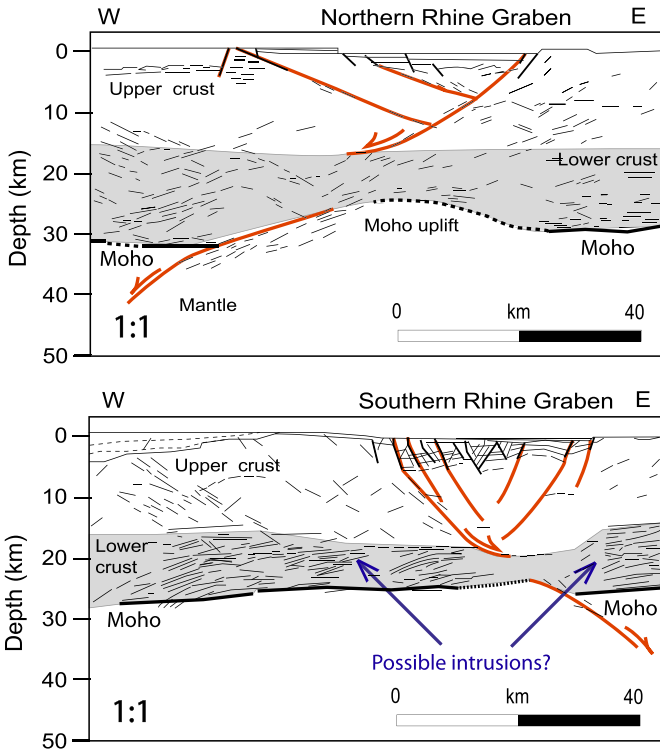 W Northern Rhine Graben E
0
Upper crust
10
Lower crust
20
Moho uplift
30
Moho Moho
40
Mantle
1:1
0 km 40
50
Depth (km)
W Southern Rhine Graben E
0
Upper crust
10
Lower
crust
20
30
Moho Moho
Possible intrusions?
40
1:1
0 km 40
50
Depth (km)